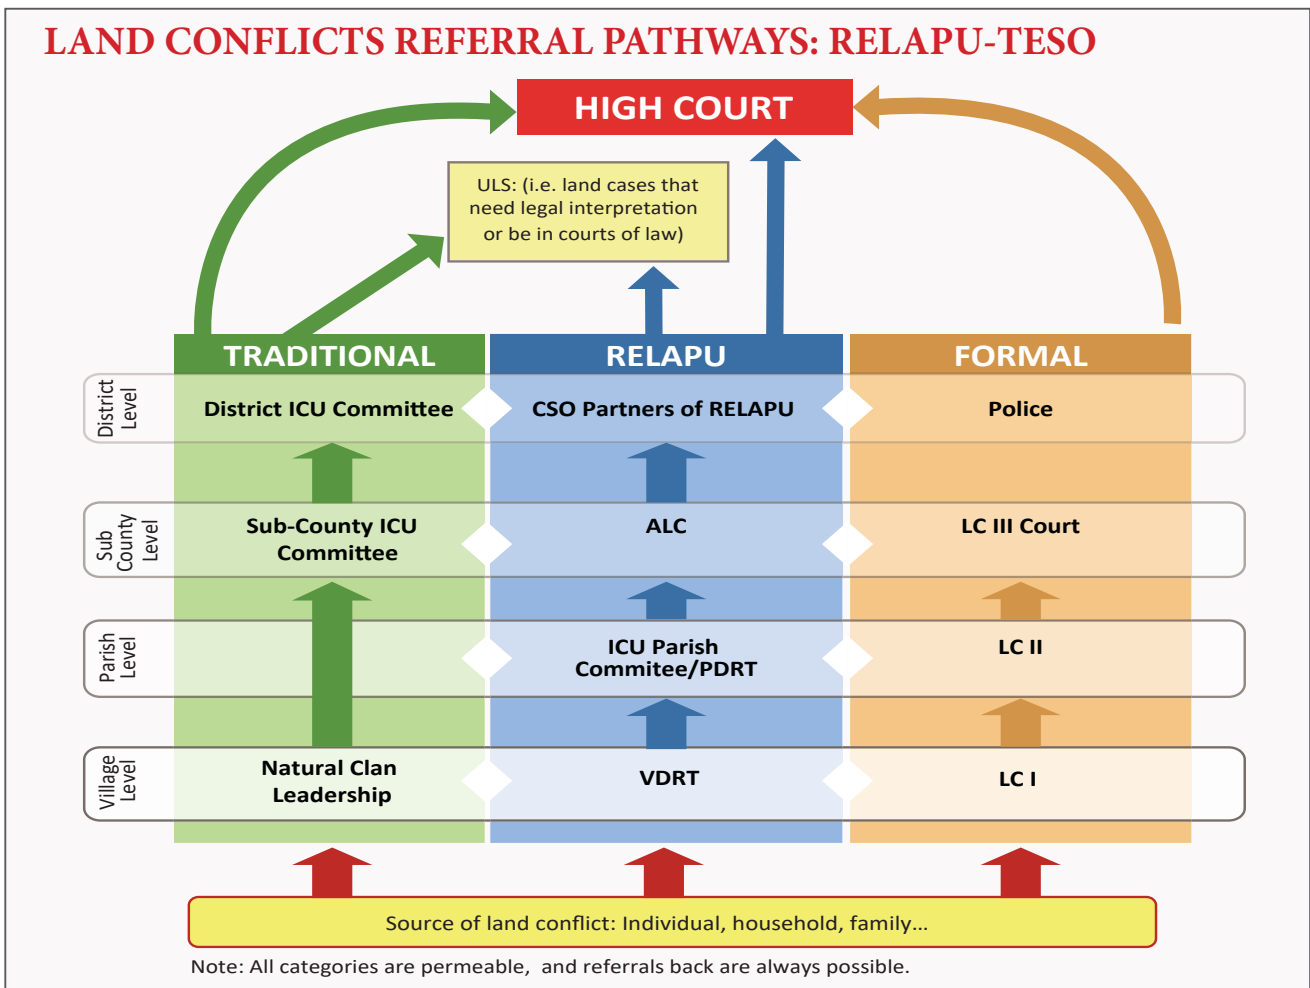 LAND CONFLICTS REFERRAL PATHWAYS: RELAPU-TESO
HIGH COURT
ULS: (i.e. land cases that
need legal interpretation
or be in courts of law)
TRADITIONAL
RELAPU
FORMAL
District
Level
District ICU Committee
CSO Partners of RELAPU
Police
Sub
County
Level
Sub-County ICU
Committee
ALC
LC III Court
Parish
Level
ICU Parish
Commitee/PDRT
LC II
Village
Level
Natural Clan
Leadership
VDRT
LC I
Source of land conflict: Individual, household, family...
Note: All categories are permeable, and referrals back are always possible.